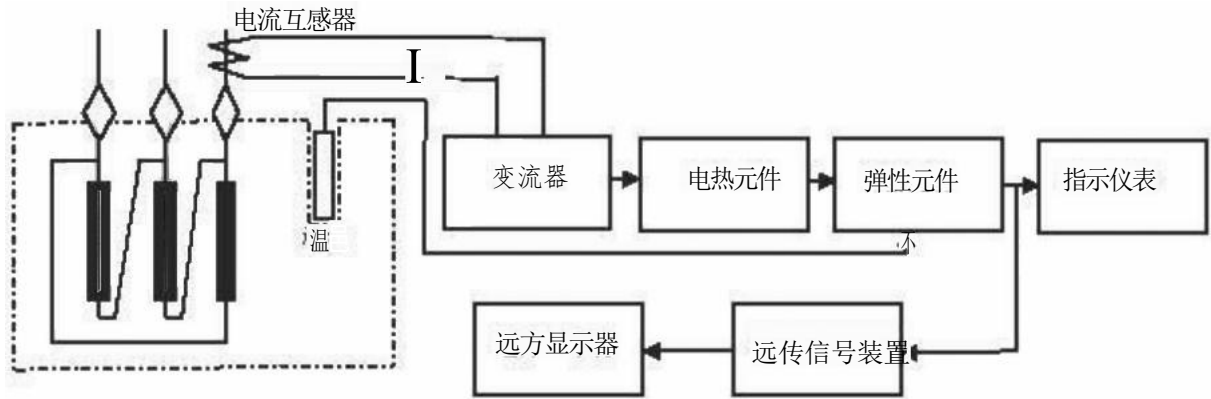 电流互感器
I
变流器
电热元件
弹性元件
指示仪表
温
远方显示器
远传信号装置